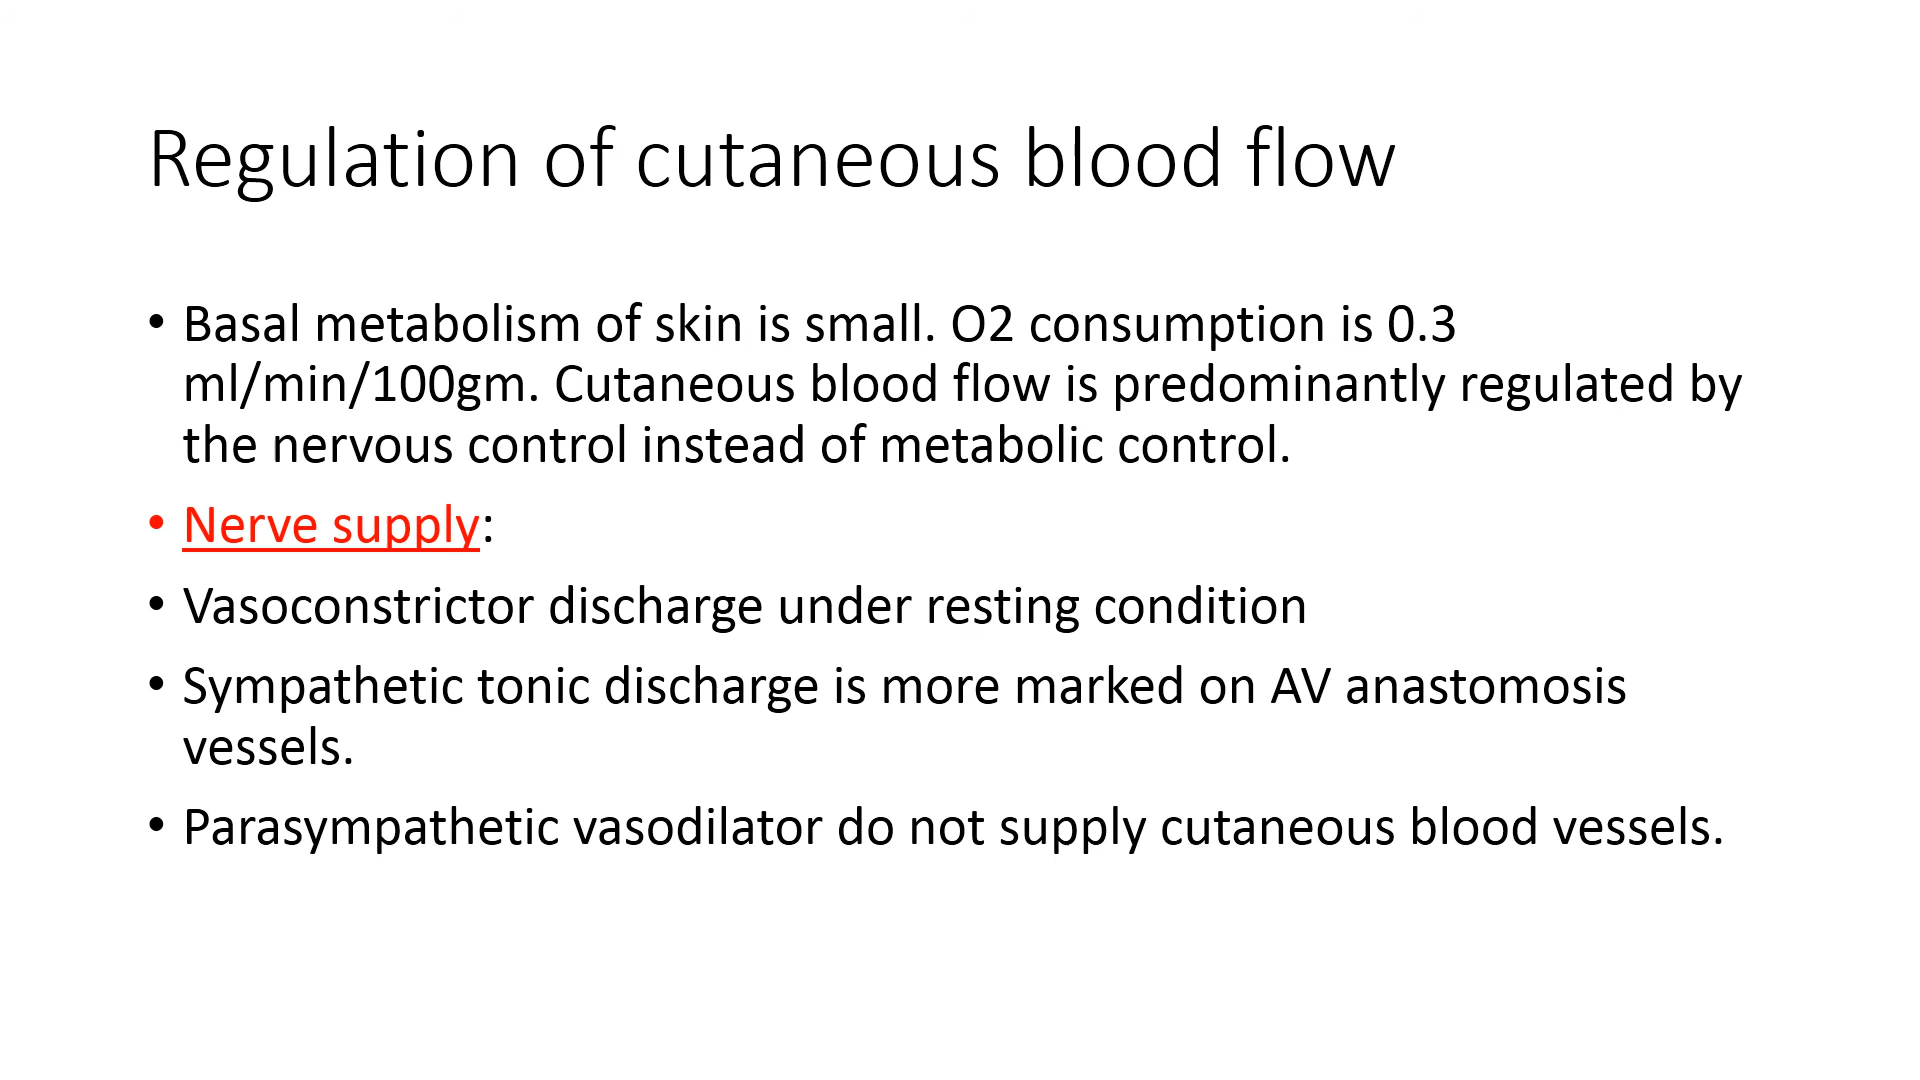 Regulation of cutaneous blood flow
• Basal metabolism of skin is small. O2 consumption is 0.3
ml/min/100gm. Cutaneous blood flow is predominantly regulated by
the nervous control instead of metabolic control.
• Nerve supply:
• Vasoconstrictor discharge under resting condition
• Sympathetic tonic discharge is more marked on AV anastomosis
vessels.
• Parasympathetic vasodilator do not supply cutaneous blood vessels.